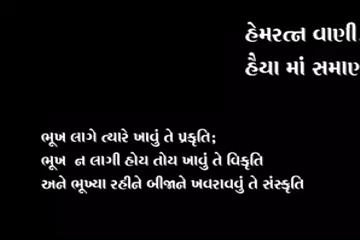 હેમરત્ન વાણી
હૈયા માં સમાણ
ભૂખ લાગે ત્યારે ખાવું તે પ્રકૃતિ;
ભૂખ ન લાગી હોય તોય ખાવું તે વિકૃતિ
અને ભૂખ્યા રહીને બીજાને ખવરાવવું તે સંસ્કૃતિ